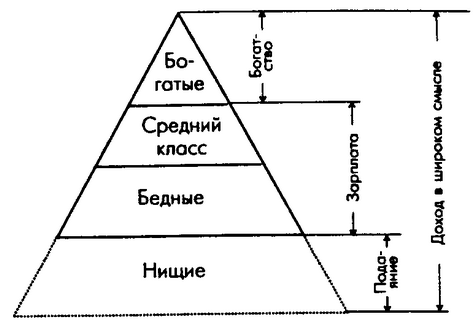 Бо-
гатые
Средний
класс
Бедные
Нищие
Богат-
ство
Зарплата
Пода-
яние
Доход в широком смысле